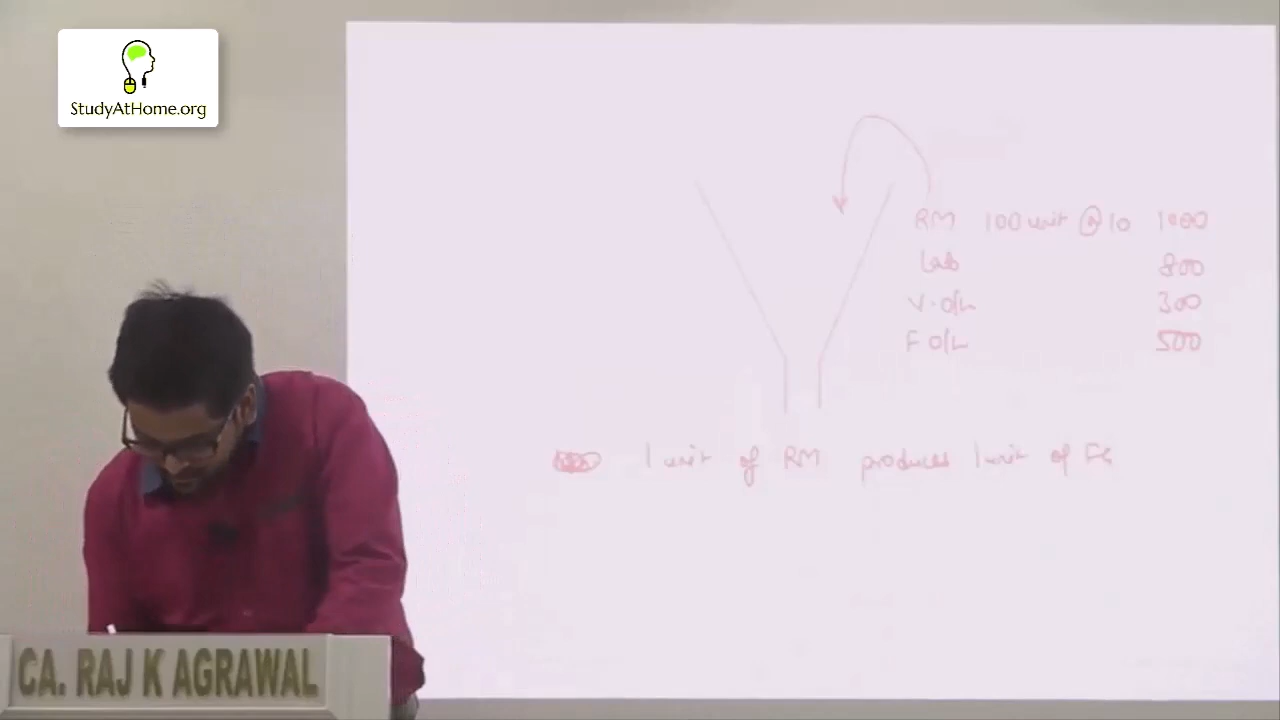 StudyAtHome.org
RM 100 unit @ 10 1000
Lab 800
V. O/h 300
F O/h 500
1 unit of RM produces 1 unit of FG
CA. RAJ K AGRAWAL